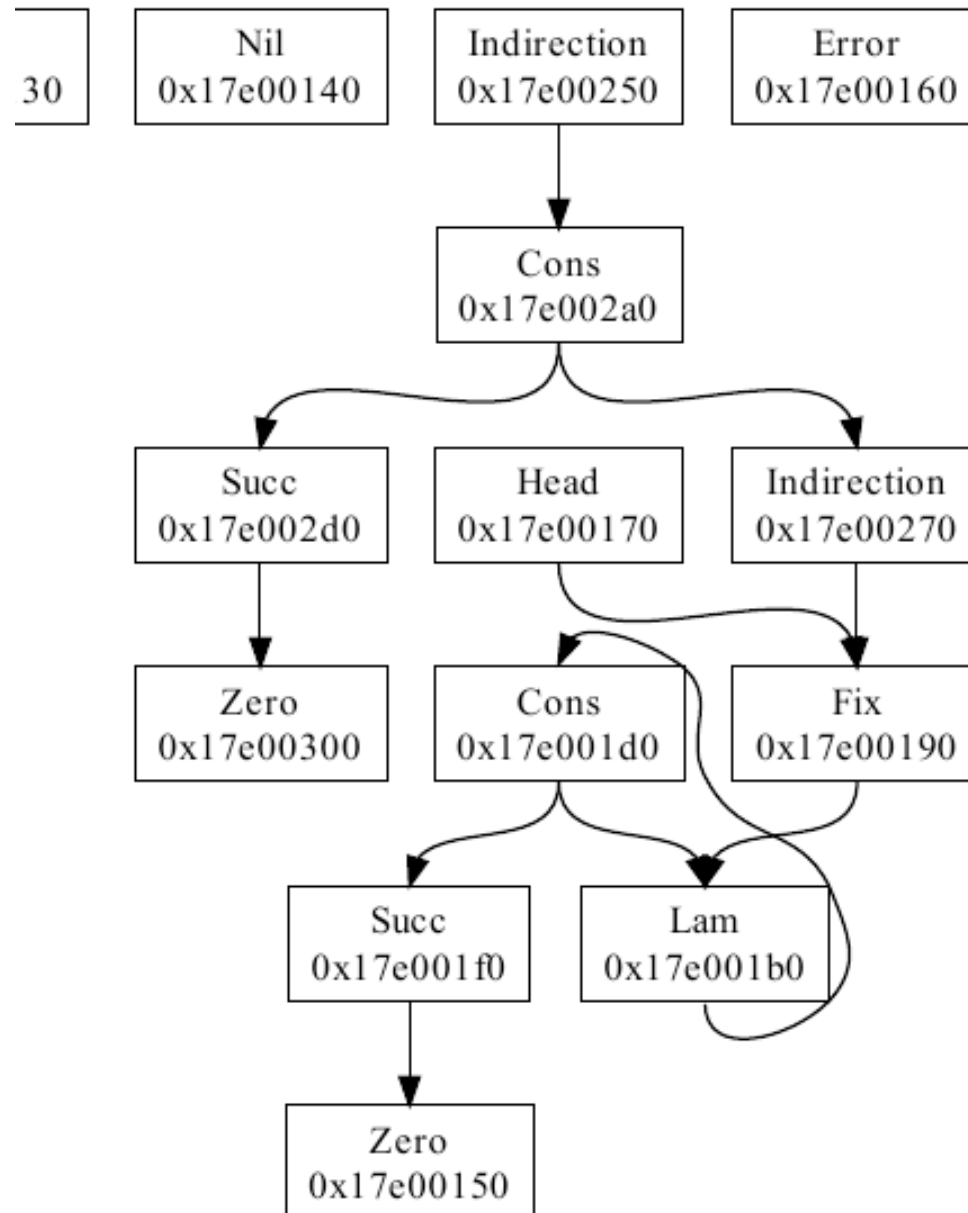 30
Nil
0x17e00140
Indirection
0x17e00250
Error
0x17e00160
Cons
0x17e002a0
Succ
0x17e002d0
Head
0x17e00170
Indirection
0x17e00270
Zero
0x17e00300
Cons
0x17e001d0
Fix
0x17e00190
Succ
0x17e001f0
Lam
0x17e001b0
Zero
0x17e00150